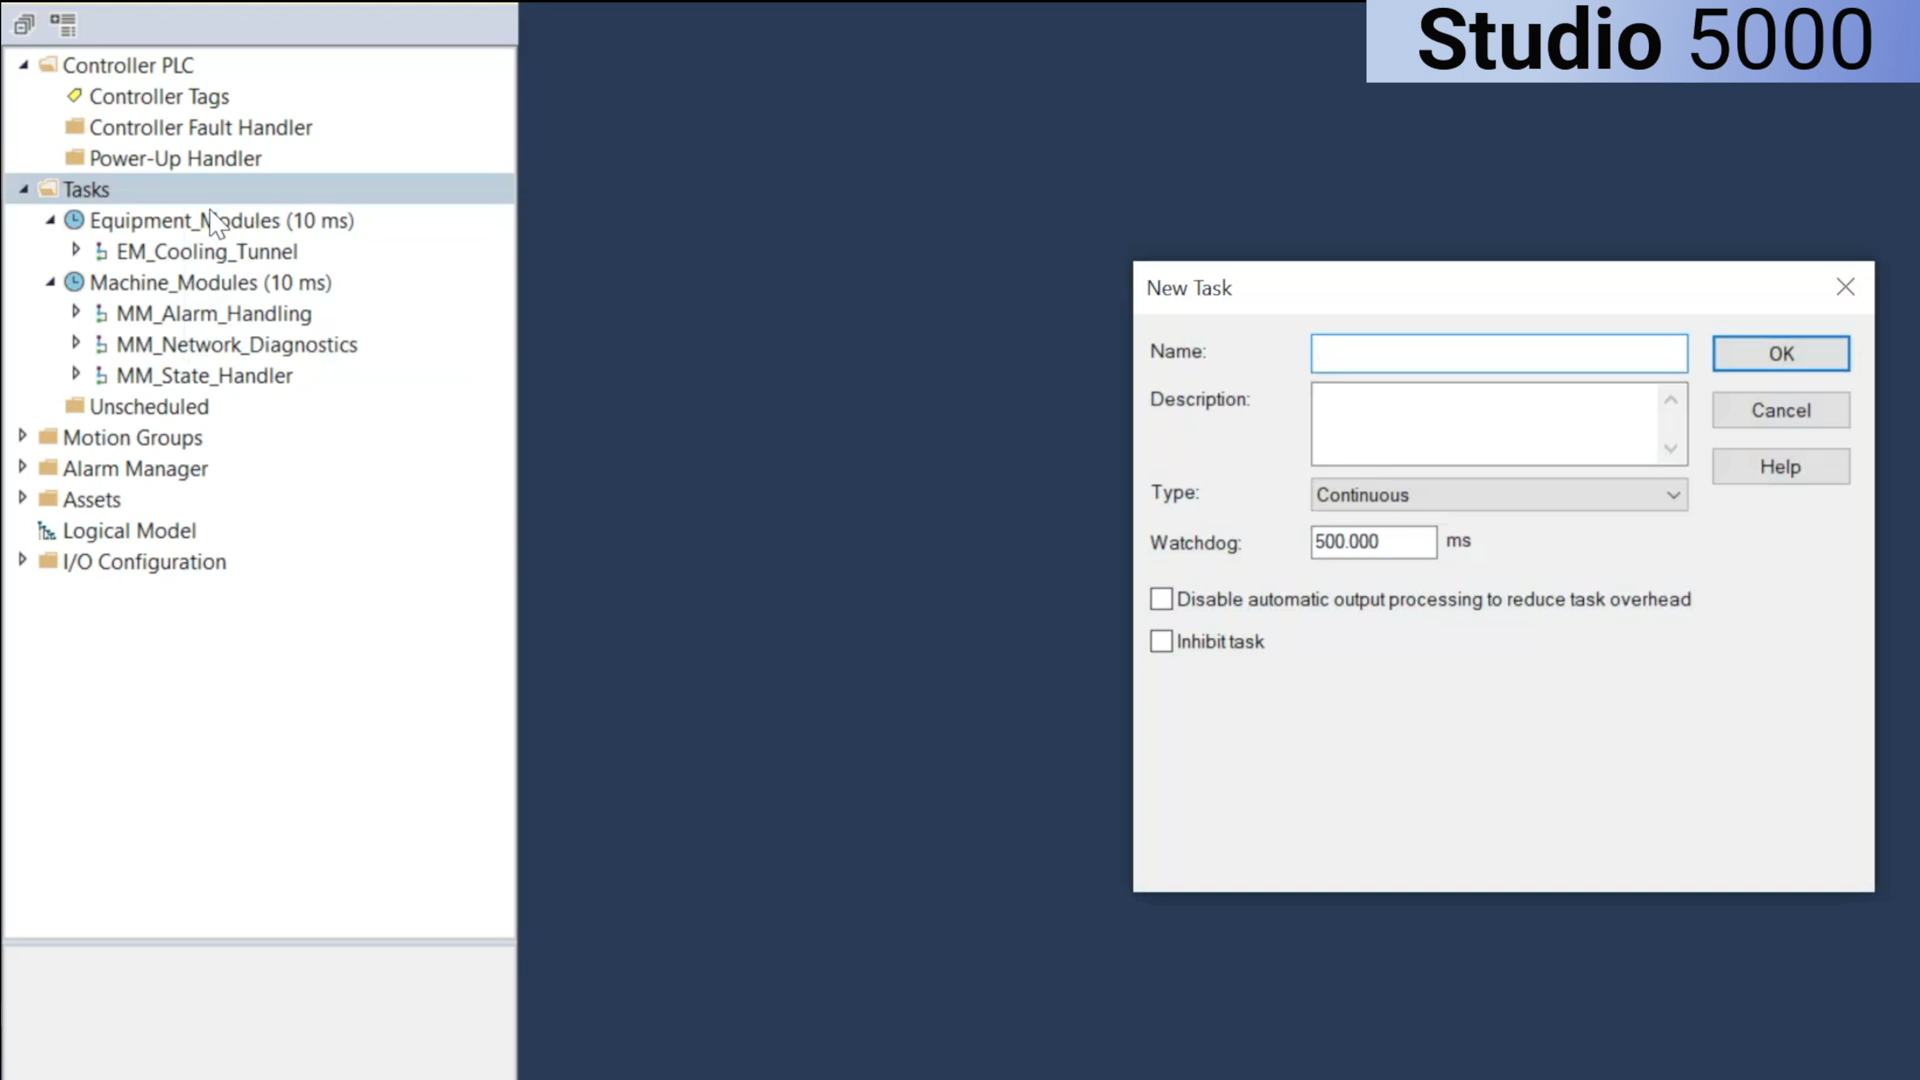 Studio 5000
Controller PLC
Controller Tags
Controller Fault Handler
Power-Up Handler
Tasks
Equipment_Modules (10 ms)
EM_Cooling_Tunnel
Machine_Modules (10 ms)
MM_Alarm_Handling
MM_Network_Diagnostics
MM_State_Handler
Unscheduled
Motion Groups
Alarm Manager
Assets
Logical Model
I/O Configuration
New Task
Name:
OK
Description:
Cancel
Help
Type:
Continuous
Watchdog:
500.000 ms
Disable automatic output processing to reduce task overhead
Inhibit task